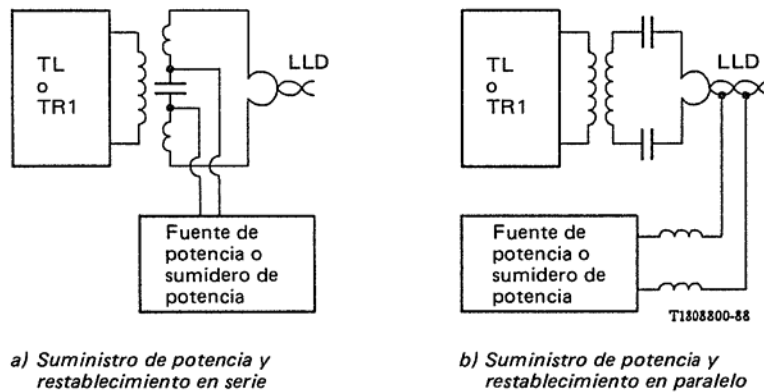 TL
o
TR1
LLD
Fuente de
potencia o
sumidero de
potencia
a) Suministro de potencia y
restablecimiento en serie
TL
o
TR1
LLD
Fuente de
potencia o
sumidero de
potencia
T1808800-88
b) Suministro de potencia y
restablecimiento en paralelo